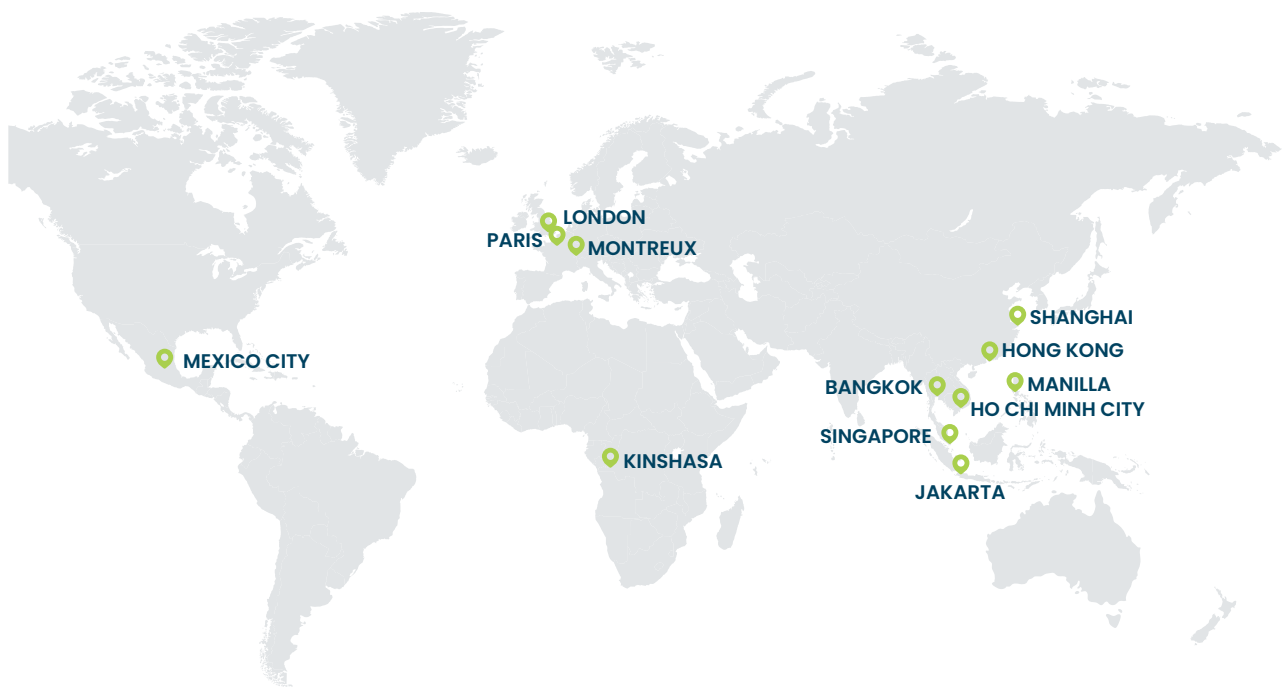 LONDON
PARIS
MONTREUX
SHANGHAI
HONG KONG
MEXICO CITY
MANILLA
BANGKOK
HO CHI MINH CITY
SINGAPORE
KINSHASA
JAKARTA